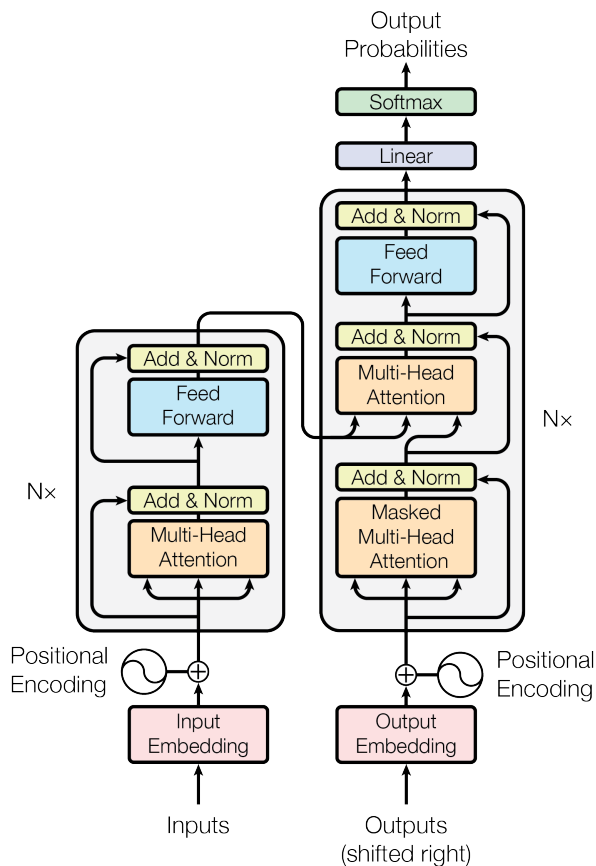 Output
Probabilities
Softmax
Linear
Add & Norm
Feed
Forward
Add & Norm
Multi-Head
Attention
Add & Norm
Masked
Multi-Head
Attention
N×
Add & Norm
Feed
Forward
Add & Norm
Multi-Head
Attention
N×
Positional
Encoding
Positional
Encoding
Input
Embedding
Output
Embedding
Inputs
Outputs
(shifted right)